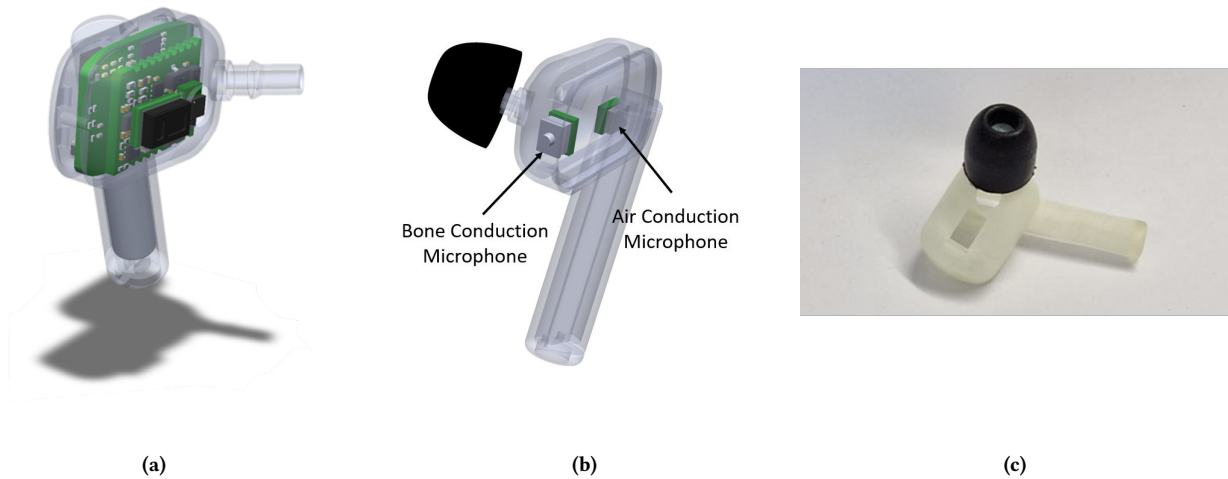 Bone Conduction
Microphone
Air Conduction
Microphone
(a)
(b)
(c)